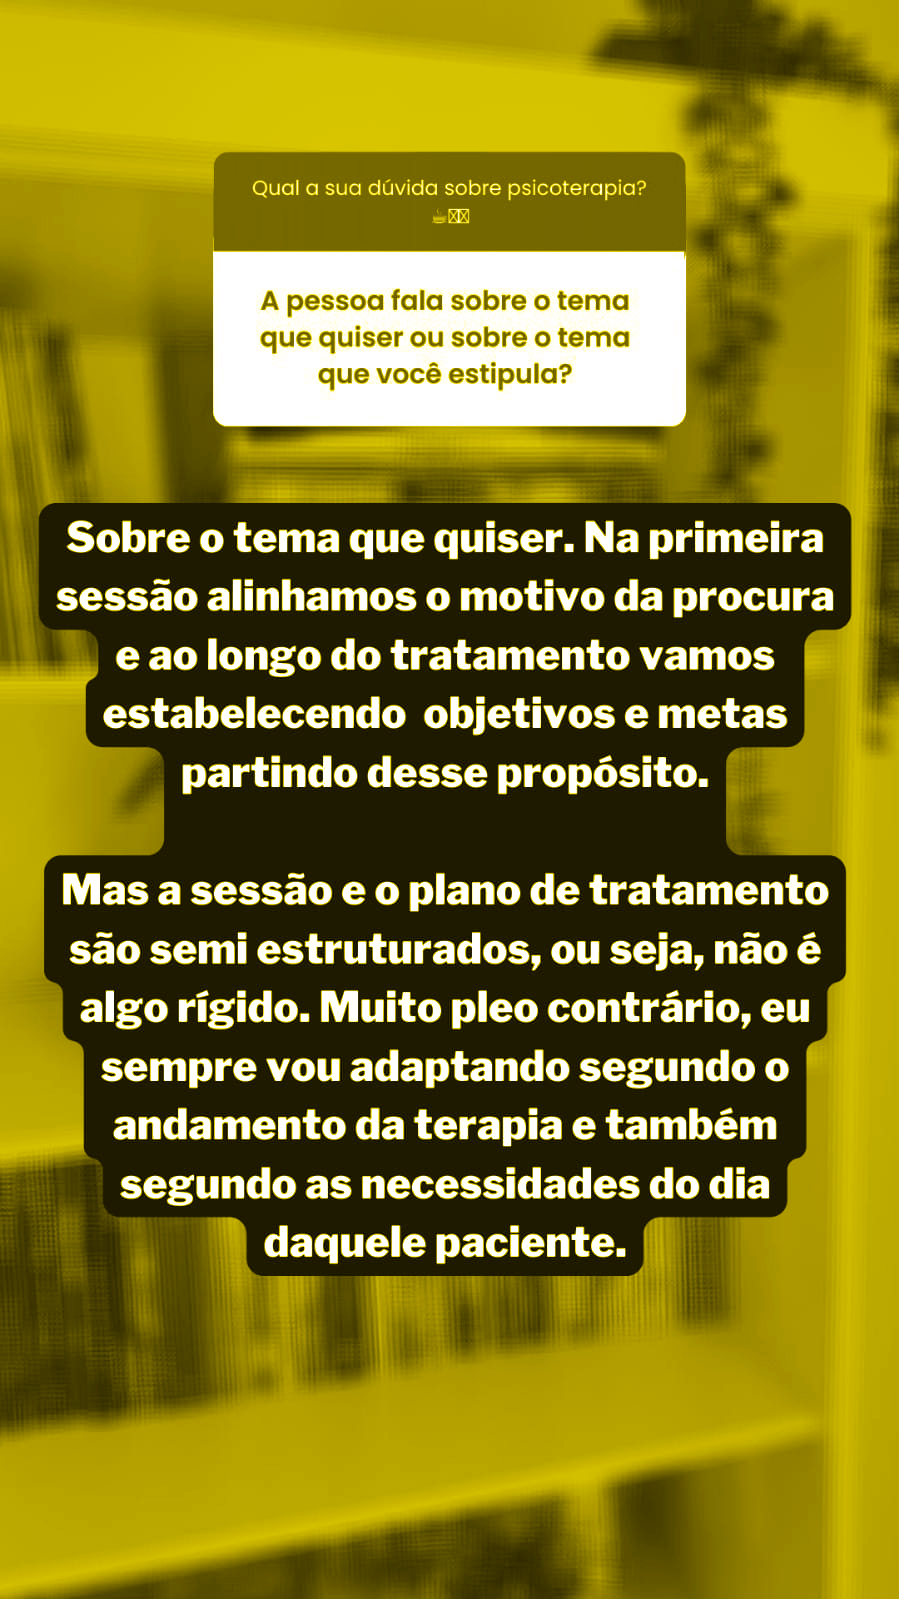 Qual a sua dúvida sobre psicoterapia?
☕
A pessoa fala sobre o tema
que quiser ou sobre o tema
que você estipula?
Sobre o tema que quiser. Na primeira
sessão alinhamos o motivo da procura
e ao longo do tratamento vamos
estabelecendo  objetivos e metas
partindo desse propósito.
Mas a sessão e o plano de tratamento
são semi estruturados, ou seja, não é
algo rígido. Muito pleo contrário, eu
sempre vou adaptando segundo o
andamento da terapia e também
segundo as necessidades do dia
daquele paciente.